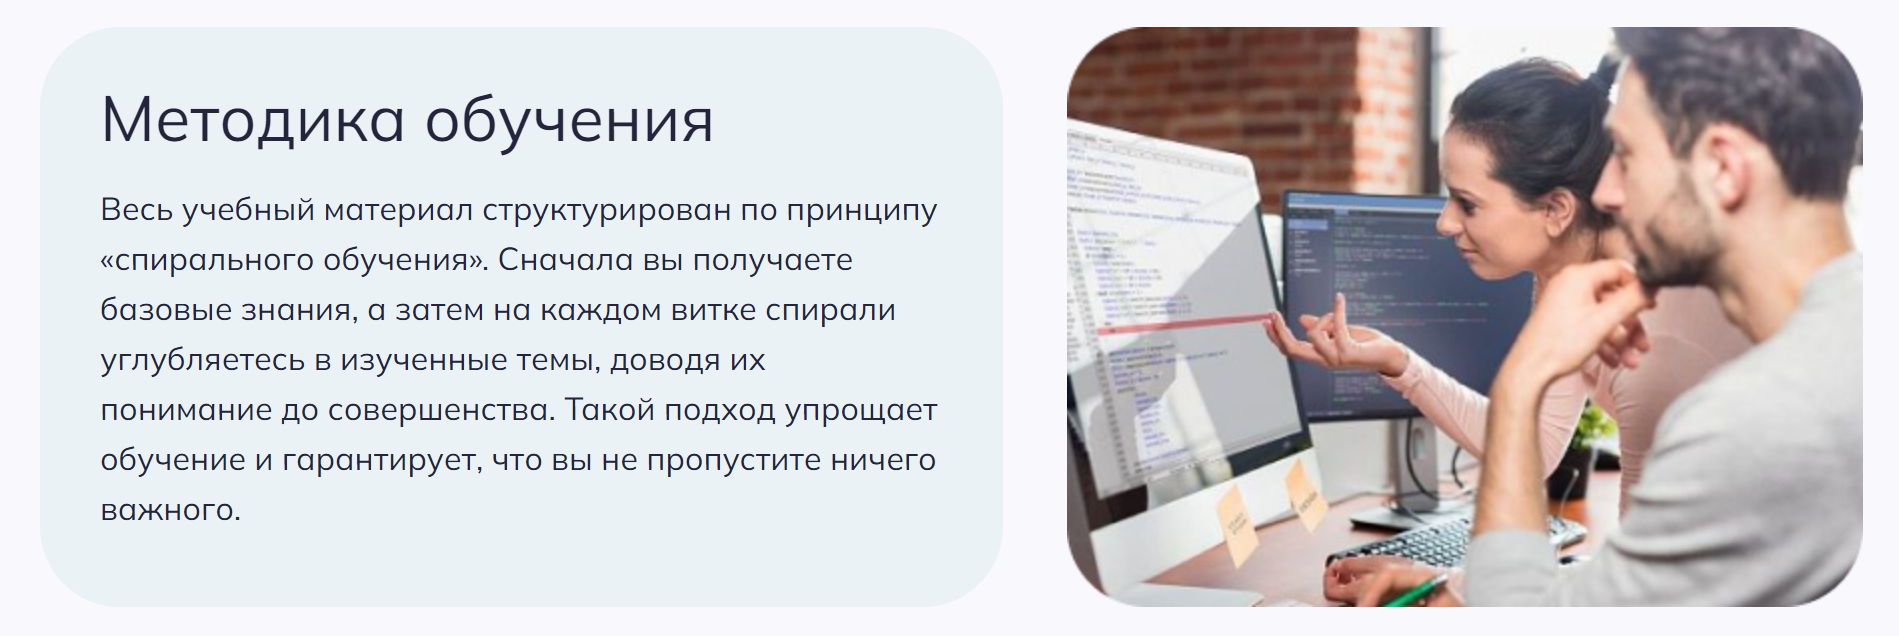 Методика обучения
Весь учебный материал структурирован по принципу
«спирального обучения». Сначала вы получаете
базовые знания, а затем на каждом витке спирали
углубляетесь в изученные темы, доводя их
понимание до совершенства. Такой подход упрощает
обучение и гарантирует, что вы не пропустите ничего
важного.